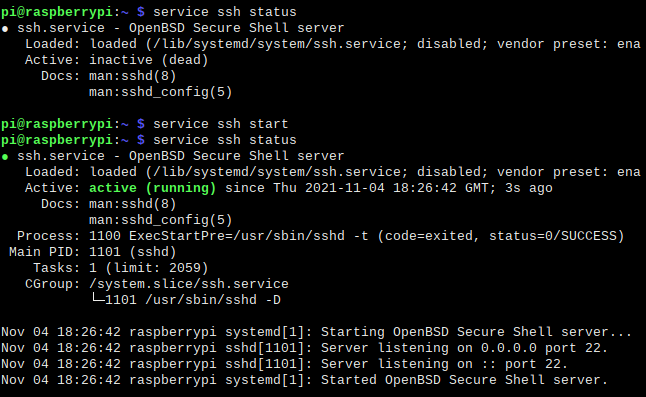 pi@raspberrypi:~ $ service ssh status
● ssh.service - OpenBSD Secure Shell server
   Loaded: loaded (/lib/systemd/system/ssh.service; disabled; vendor preset: ena
   Active: inactive (dead)
     Docs: man:sshd(8)
           man:sshd_config(5)

pi@raspberrypi:~ $ service ssh start
pi@raspberrypi:~ $ service ssh status
● ssh.service - OpenBSD Secure Shell server
   Loaded: loaded (/lib/systemd/system/ssh.service; disabled; vendor preset: ena
   Active: active (running) since Thu 2021-11-04 18:26:42 GMT; 3s ago
     Docs: man:sshd(8)
           man:sshd_config(5)
  Process: 1100 ExecStartPre=/usr/sbin/sshd -t (code=exited, status=0/SUCCESS)
 Main PID: 1101 (sshd)
    Tasks: 1 (limit: 2059)
   CGroup: /system.slice/ssh.service
           └─1101 /usr/sbin/sshd -D

Nov 04 18:26:42 raspberrypi systemd[1]: Starting OpenBSD Secure Shell server...
Nov 04 18:26:42 raspberrypi sshd[1101]: Server listening on 0.0.0.0 port 22.
Nov 04 18:26:42 raspberrypi sshd[1101]: Server listening on :: port 22.
Nov 04 18:26:42 raspberrypi systemd[1]: Started OpenBSD Secure Shell server.